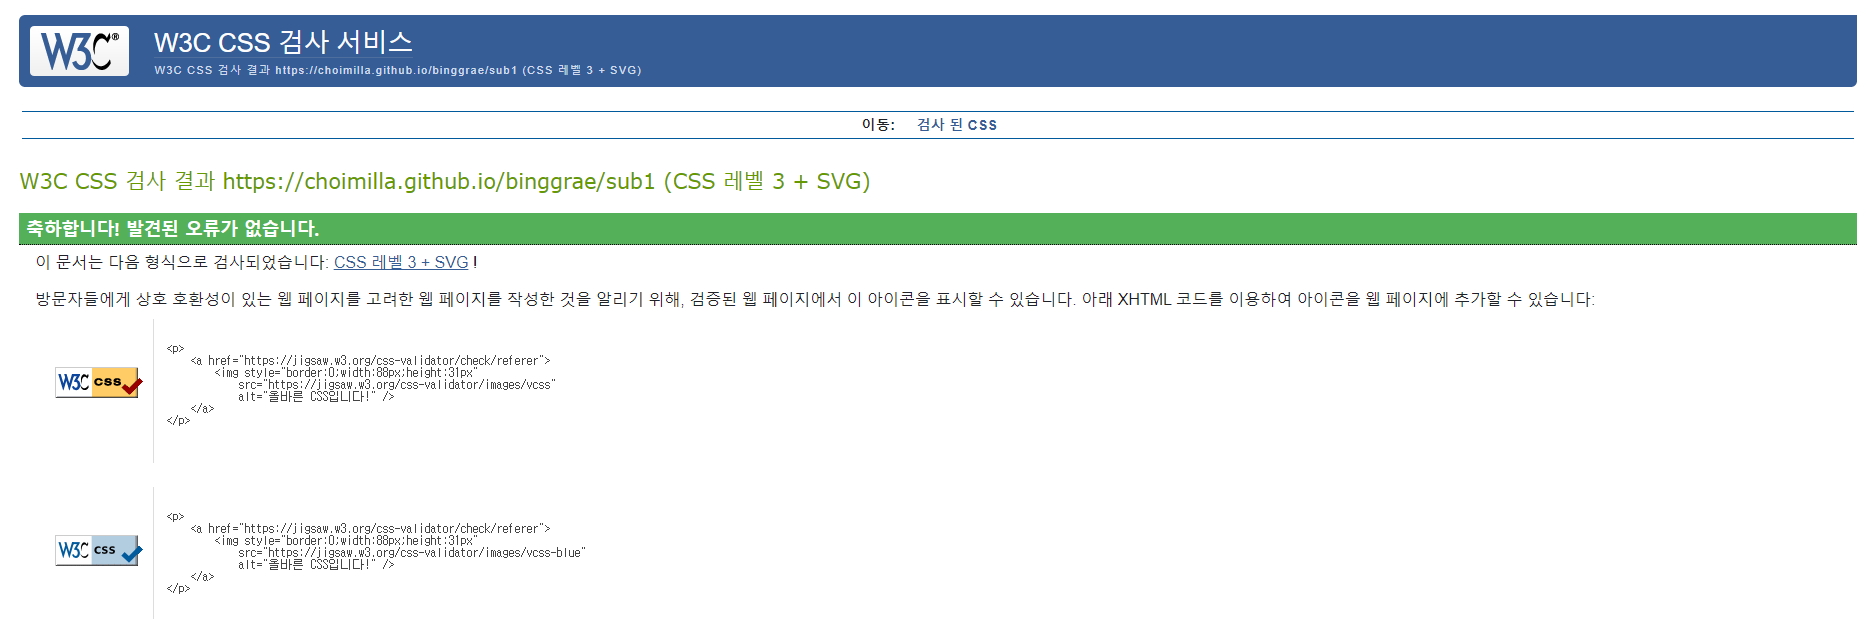 W3C®
W3C CSS 검사 서비스
W3C CSS 검사 결과 https://choimilla.github.io/binggrae/sub1 (CSS 레벨 3 + SVG)
이동: 검사 된 CSS
W3C CSS 검사 결과 https://choimilla.github.io/binggrae/sub1 (CSS 레벨 3 + SVG)
축하합니다! 발견된 오류가 없습니다.
이 문서는 다음 형식으로 검사되었습니다: CSS 레벨 3 + SVG !
방문자들에게 상호 호환성이 있는 웹 페이지를 고려한 웹 페이지를 작성한 것을 알리기 위해, 검증된 웹 페이지에서 이 아이콘을 표시할 수 있습니다. 아래 XHTML 코드를 이용하여 아이콘을 웹 페이지에 추가할 수 있습니다:
W3C css
<p>
<a href="https://jigsaw.w3.org/css-validator/check/referer">
<img style="border:0;width:88px;height:31px"
src="https://jigsaw.w3.org/css-validator/images/vcss"
alt="올바른 CSS입니다!" />
</a>
</p>
W3C css
<p>
<a href="https://jigsaw.w3.org/css-validator/check/referer">
<img style="border:0;width:88px;height:31px"
src="https://jigsaw.w3.org/css-validator/images/vcss-blue"
alt="올바른 CSS입니다!" />
</a>
</p>